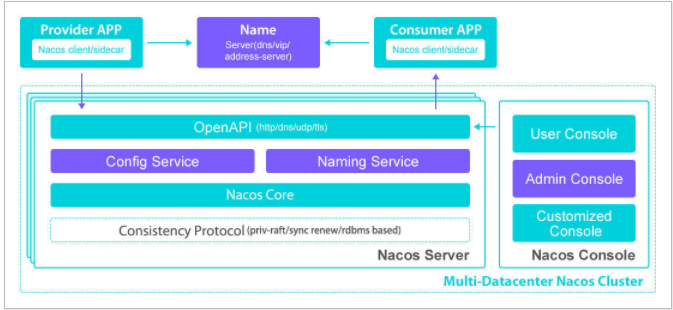 Provider APP
Nacos client/sidecar
Name
Server(dns/vip/
address-server)
Consumer APP
Nacos client/sidecar
OpenAPI (http/dns/udp/tls)
Config Service
Naming Service
Nacos Core
Consistency Protocol (priv-raft/sync renew/rdbms based)
Nacos Server
User Console
Admin Console
Customized
Console
Nacos Console
Multi-Datacenter Nacos Cluster